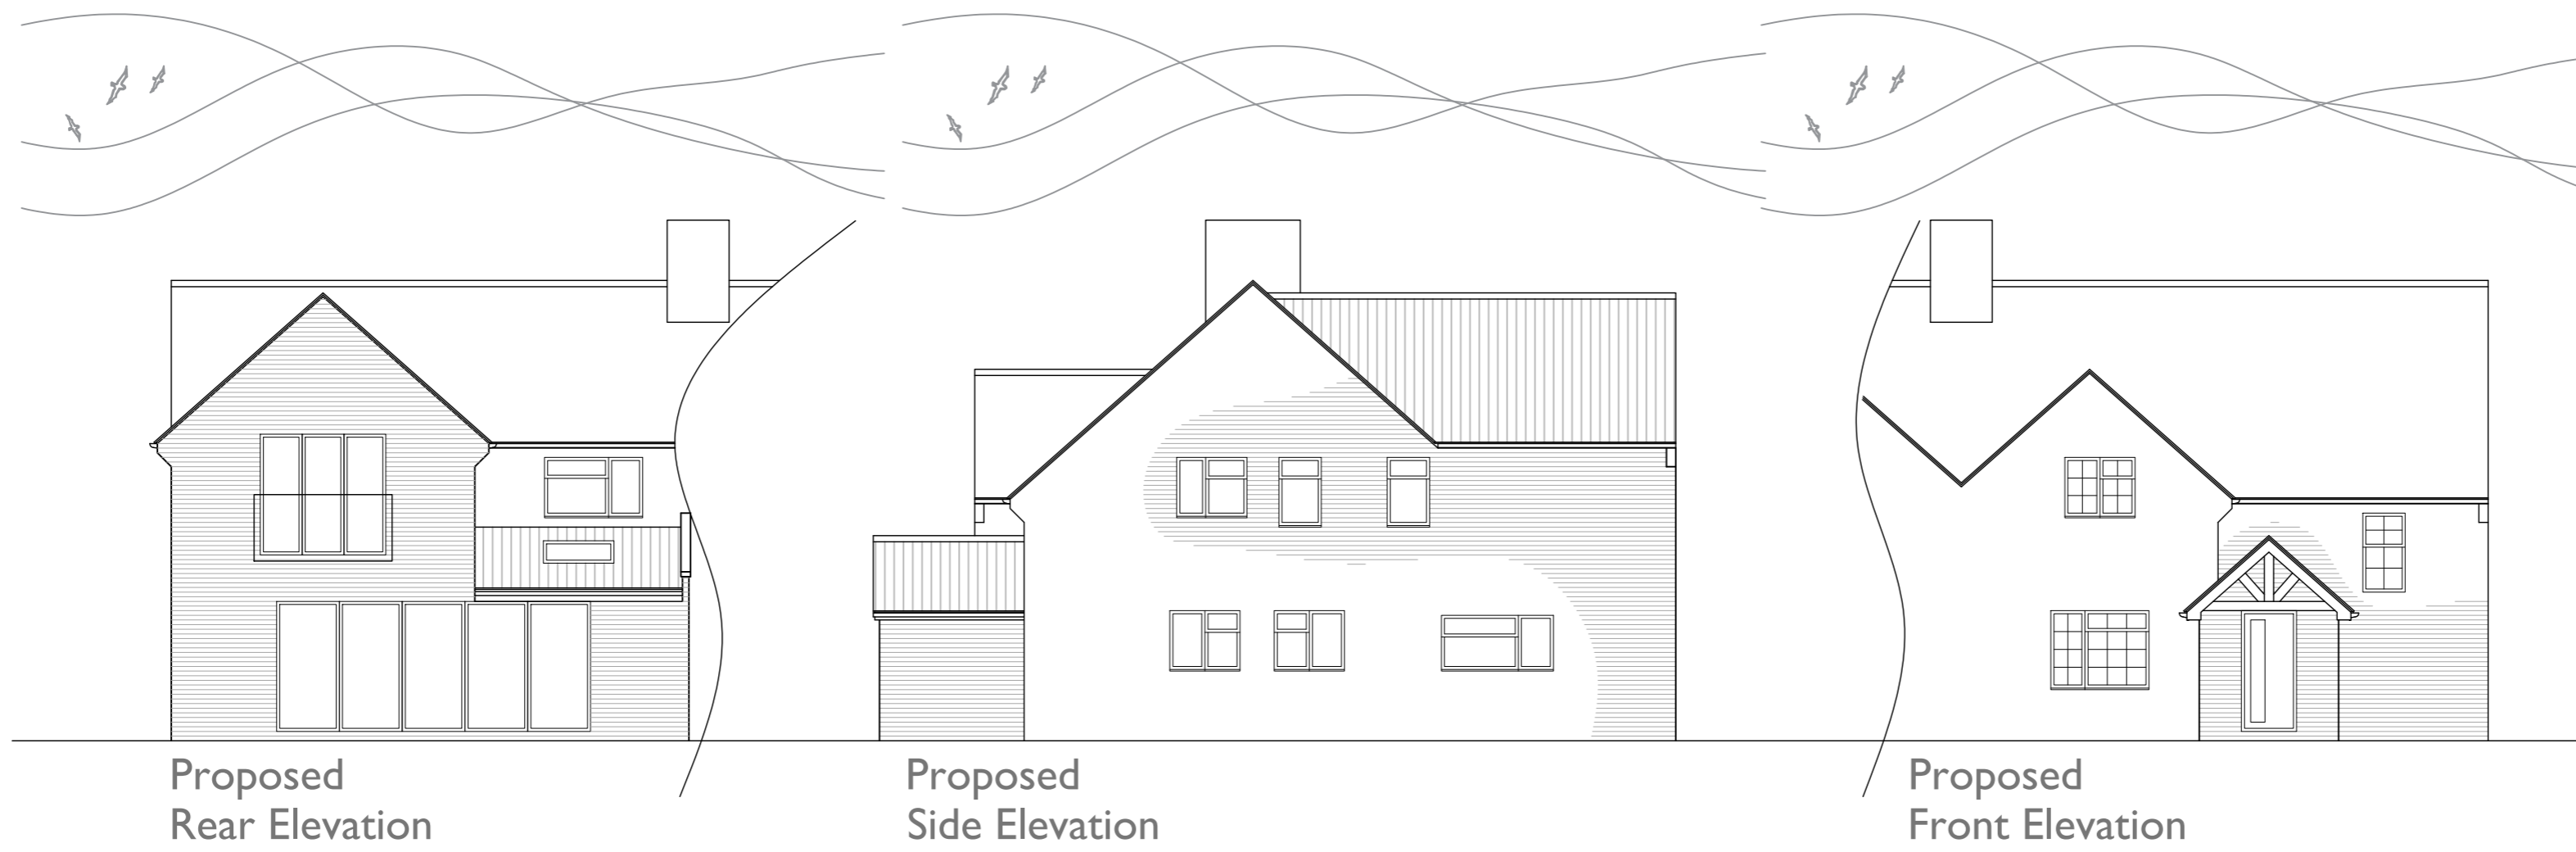 Proposed
Rear Elevation
Proposed
Side Elevation
Proposed
Front Elevation